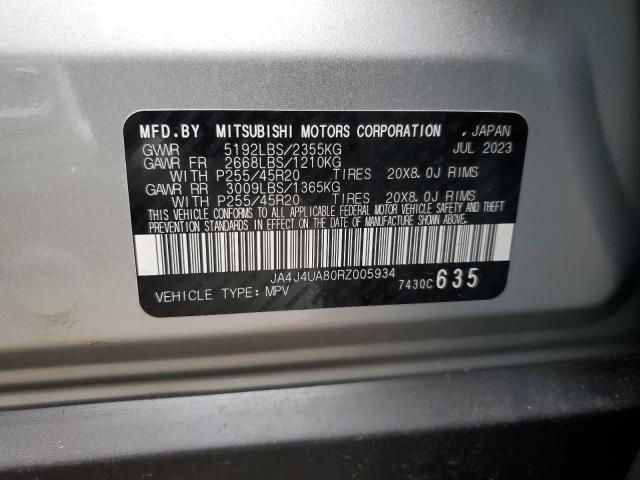 MFD.BY MITSUBISHI MOTORS CORPORATION , JAPAN
GVWR 5192LBS/2355KG JUL 2023
GAWR FR 2668LBS/1210KG
WITH P255/45R20 TIRES 20X8.0J RIMS
GAWR RR 3009LBS/1365KG
WITH P255/45R20 TIRES 20X8.0J RIMS
THIS VEHICLE CONFORMS TO ALL APPLICABLE FEDERAL MOTOR VEHICLE SAFETY AND THEFT
PREVENTION STANDARDS IN EFFECT ON THE DATE OF MANUFACTURE SHOWN ABOVE.
JA4J4UA80RZ005934
VEHICLE TYPE: MPV 7430C 635